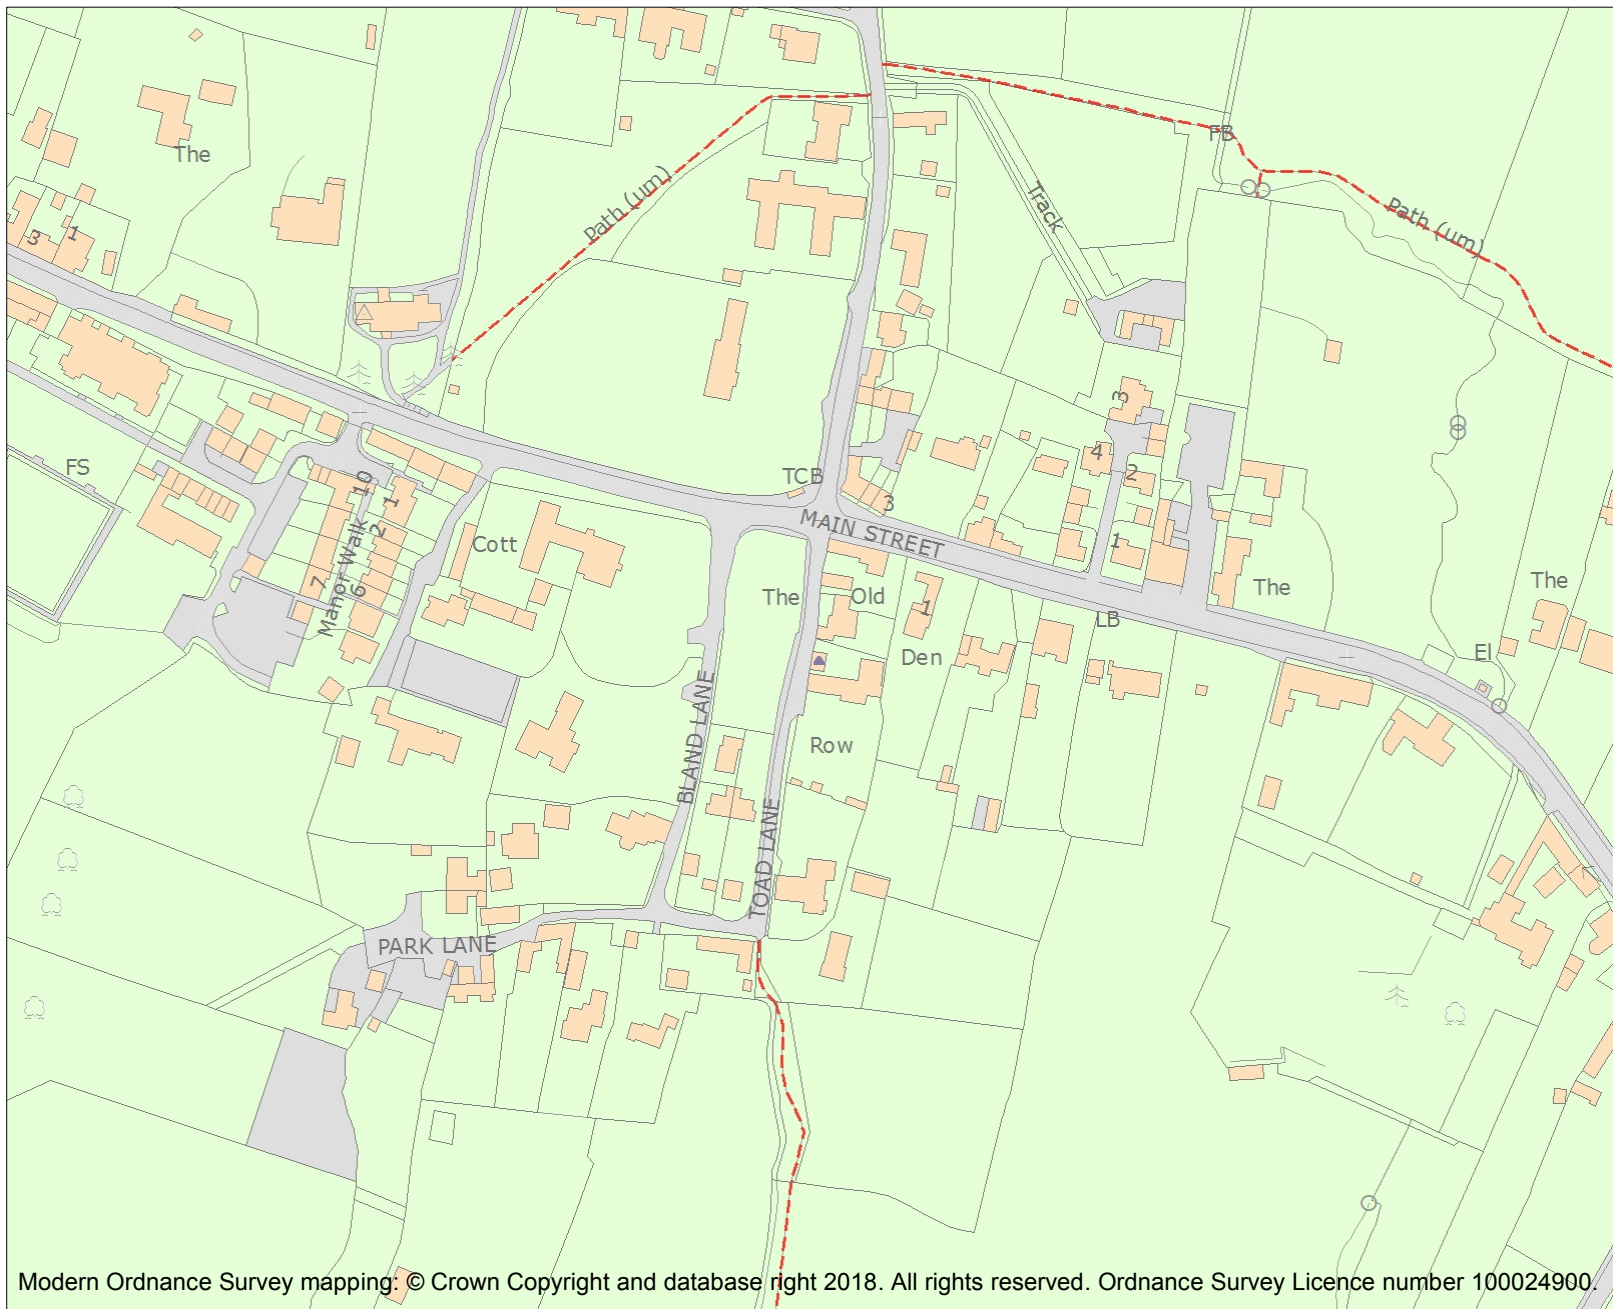 FB
The
Path (um)
Track
Path (um)
3
1
3
4
2
FS
TCB
10
1
3
2
MAIN STREET
Cott
1
7
6
Manor Walk
The
Old
1
The
The
LB
El
Den
BLAND LANE
Row
TOAD LANE
PARK LANE
Modern Ordnance Survey mapping: © Crown Copyright and database right 2018. All rights reserved. Ordnance Survey Licence number 100024900.